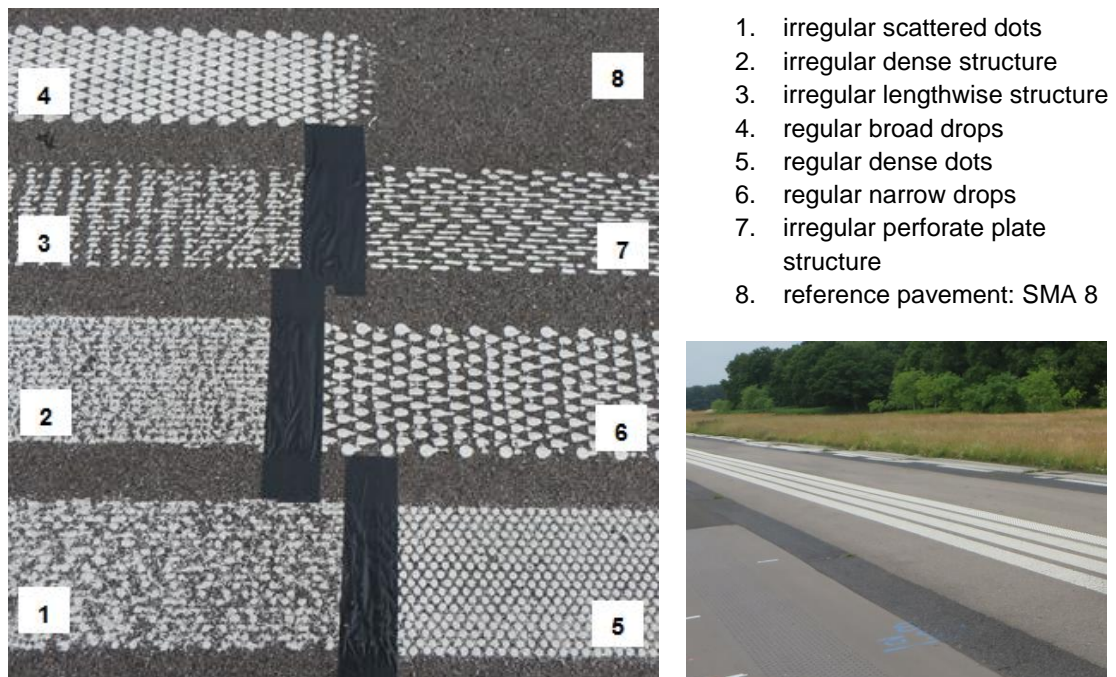 4
8
3
7
2
6
1
5
1. irregular scattered dots
2. irregular dense structure
3. irregular lengthwise structure
4. regular broad drops
5. regular dense dots
6. regular narrow drops
7. irregular perforate plate
structure
8. reference pavement: SMA 8